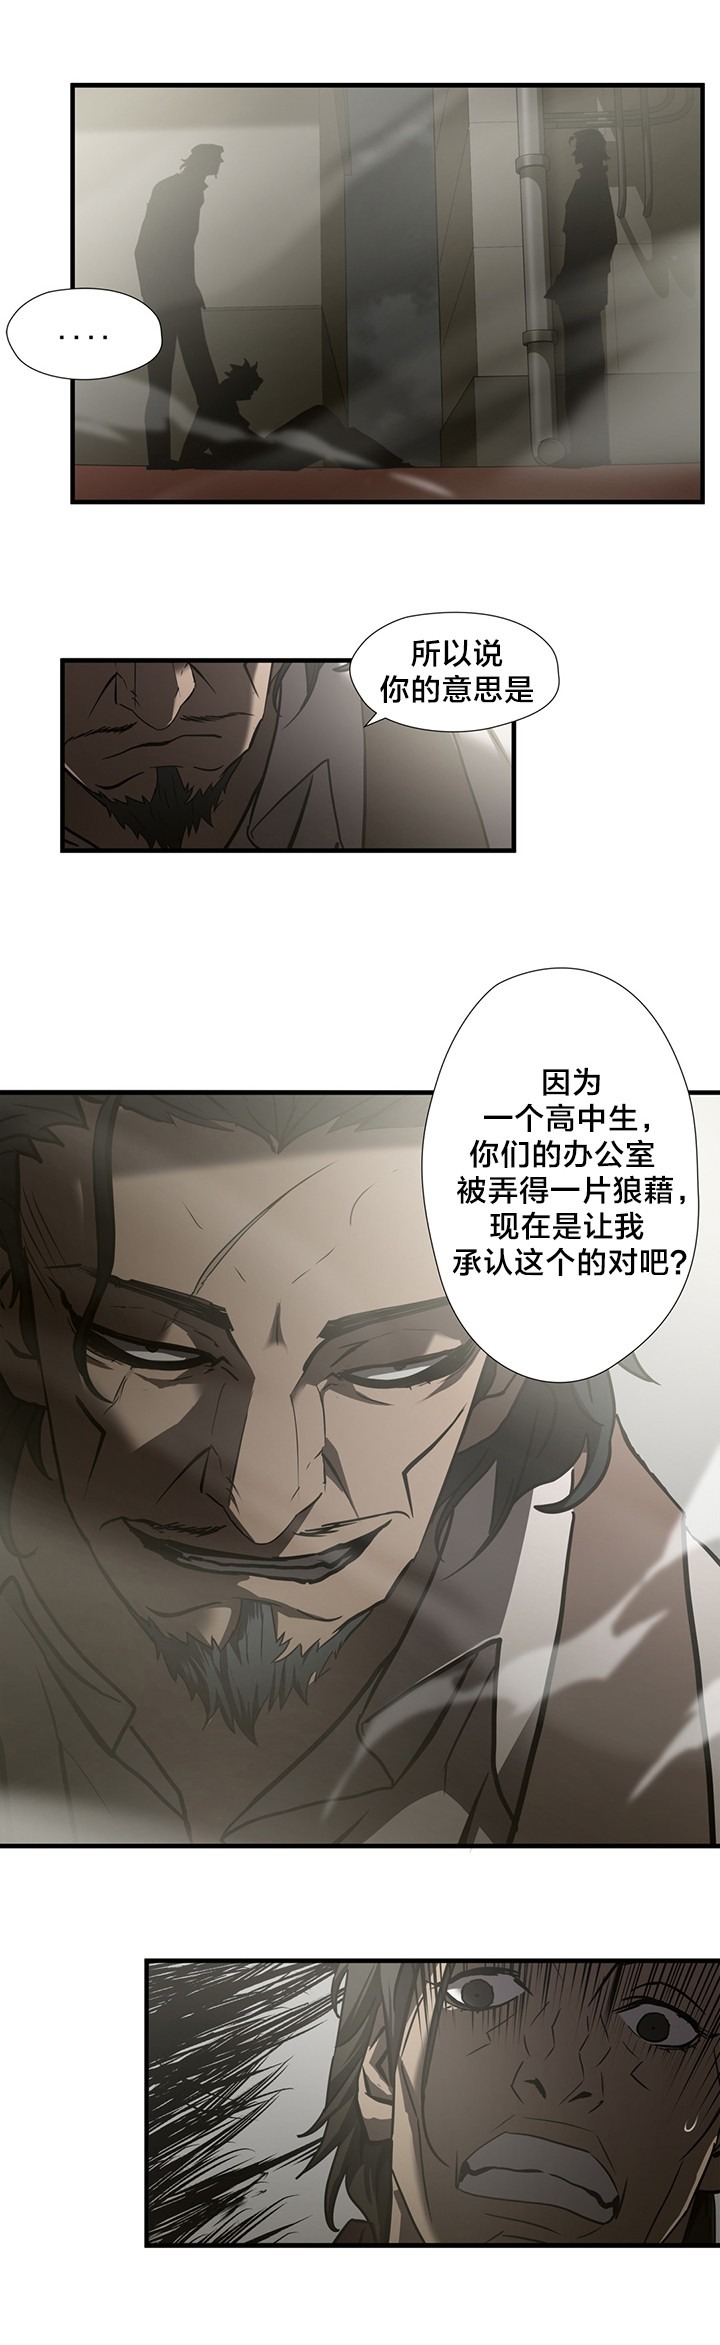 ....
所以说
你的意思是
因为
一个高中生，
你们的办公室
被弄得一片狼藉，
现在是让我
承认这个的对吧？